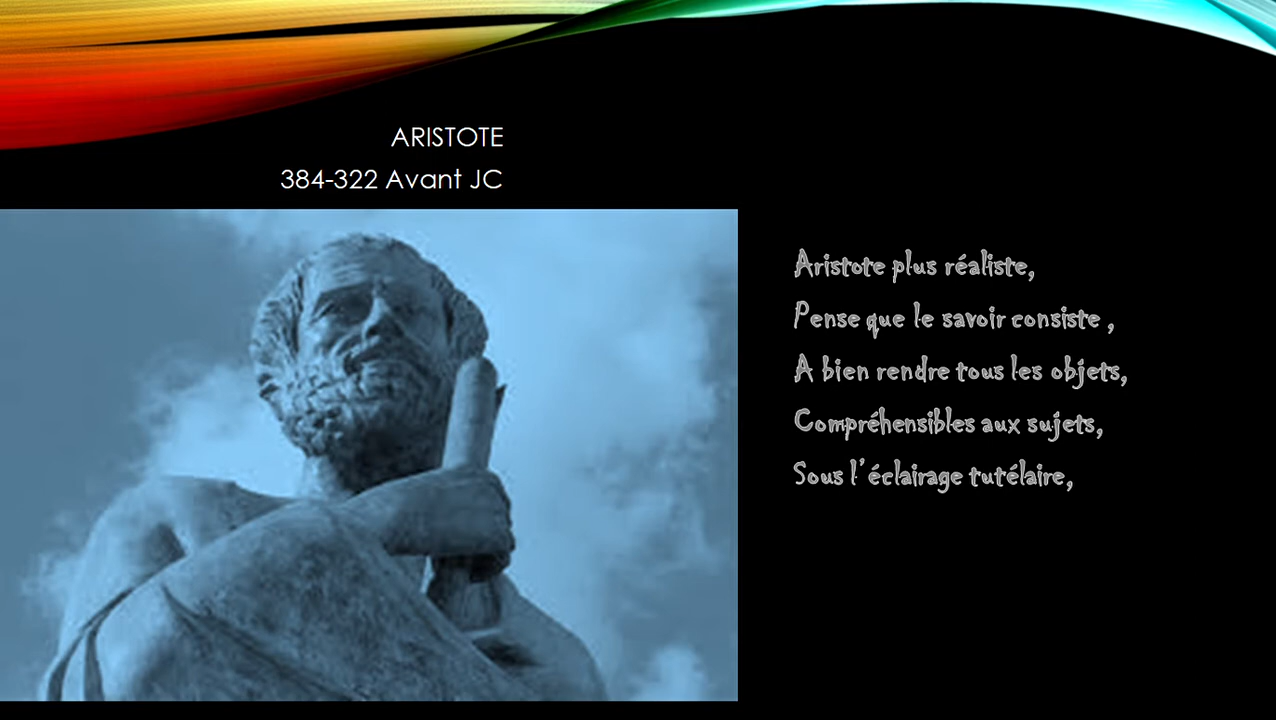 ARISTOTE
384-322 Avant JC
Aristote plus réaliste,
Pense que le savoir consiste ,
A bien rendre tous les objets,
Compréhensibles aux sujets,
Sous l'éclairage tutélaire,